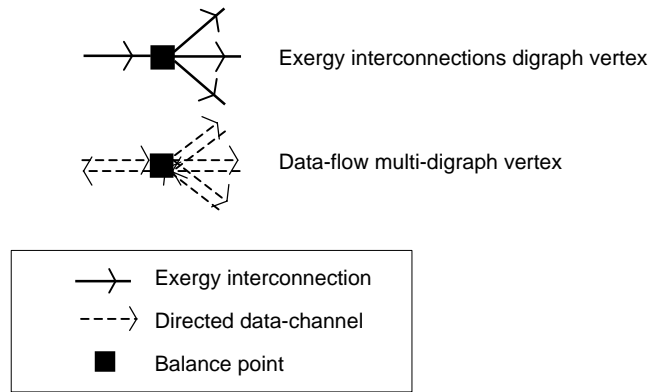 Exergy interconnections digraph vertex
Data-flow multi-digraph vertex
Exergy interconnection
Directed data-channel
Balance point